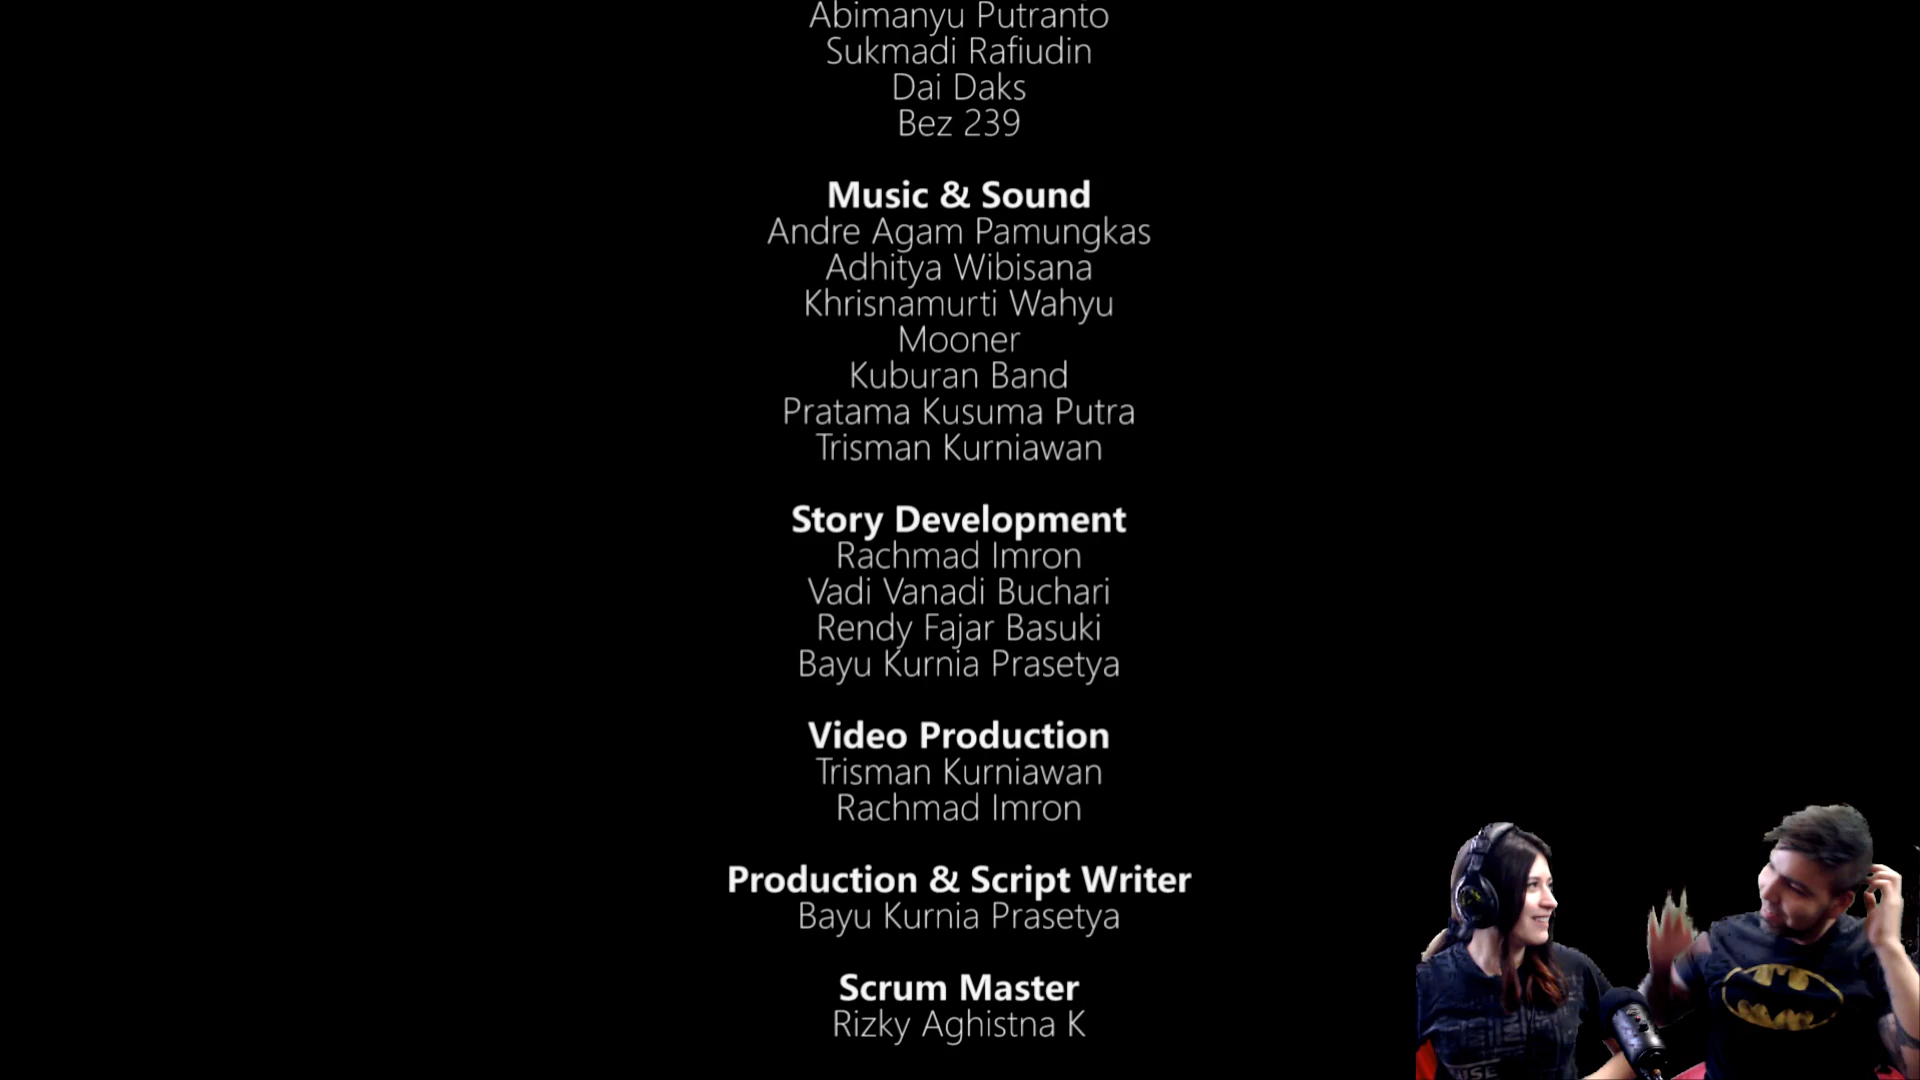 Abimanyu Putranto
Sukmadi Rafiudin
Dai Daks
Bez 239
Music & Sound
Andre Agam Pamungkas
Adhitya Wibisana
Khrisnamurti Wahyu
Mooner
Kuburan Band
Pratama Kusuma Putra
Trisman Kurniawan
Story Development
Rachmad Imron
Vadi Vanadi Buchari
Rendy Fajar Basuki
Bayu Kurnia Prasetya
Video Production
Trisman Kurniawan
Rachmad Imron
Production & Script Writer
Bayu Kurnia Prasetya
Scrum Master
Rizky Aghistna K